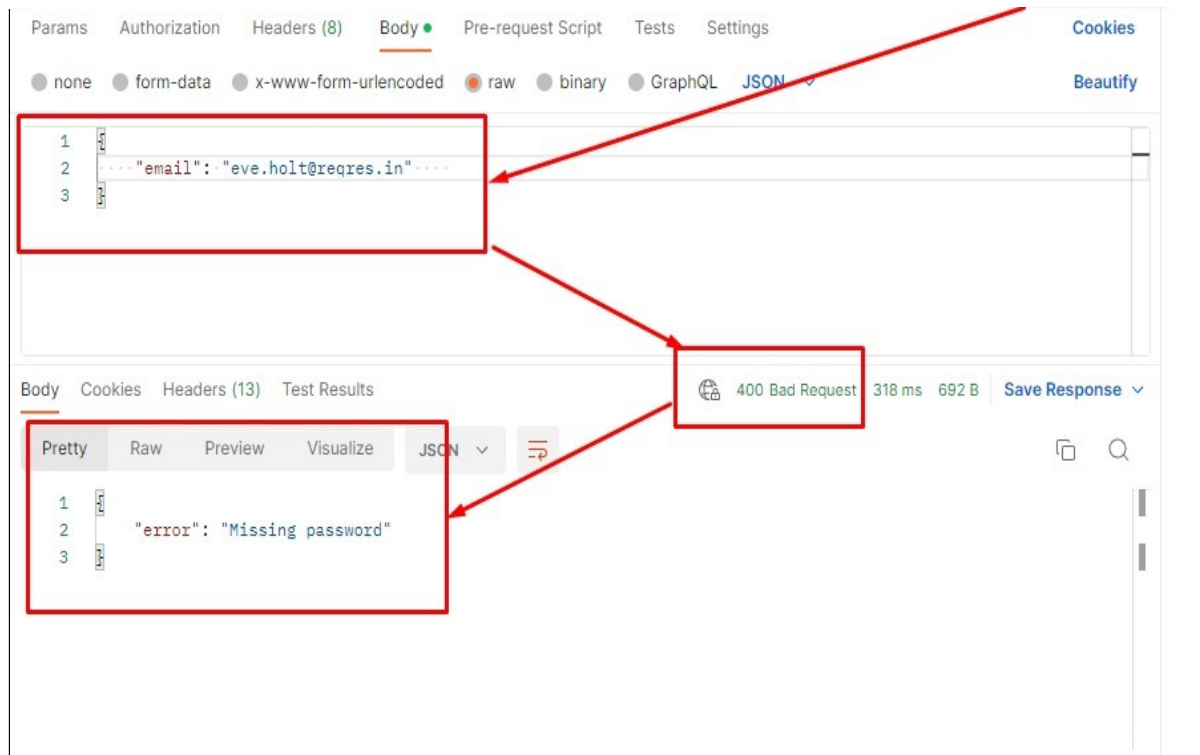 Params Authorization Headers (8) Body Pre-request Script Tests Settings Cookies
none form-data x-www-form-urlencoded raw binary GraphQL JSON Beautify
1 {
2 "email": "eve.holt@reqres.in"
3 }
Body Cookies Headers (13) Test Results 400 Bad Request 318 ms 692 B Save Response
Pretty Raw Preview Visualize JSON
1 {
2 "error": "Missing password"
3 }